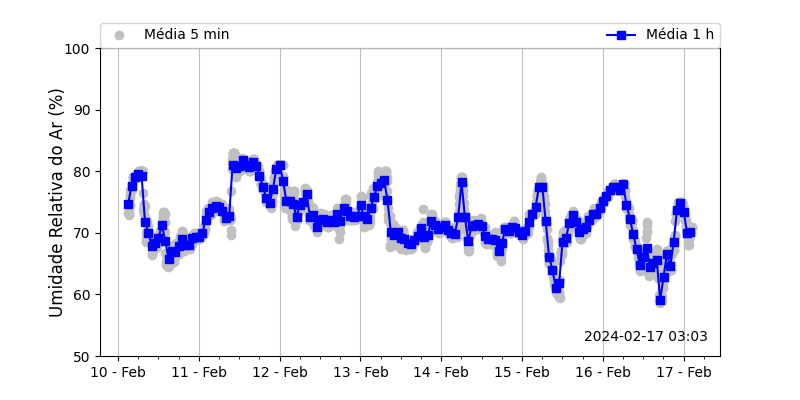 Média 5 min
Média 1 h
Umidade Relativa do Ar (%)
100
90
80
70
60
50
2024-02-17 03:03
10 - Feb
11 - Feb
12 - Feb
13 - Feb
14 - Feb
15 - Feb
16 - Feb
17 - Feb